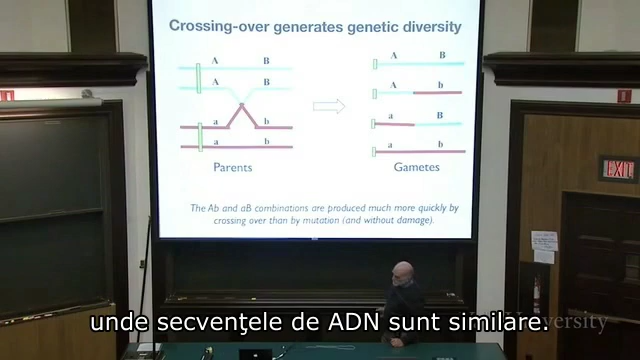 Crossing-over generates genetic diversity
A B
A B
a b
a b
Parents
A B
A b
a B
a b
Gametes
The Ab and aB combinations are produced much more quickly by
crossing over than by mutation (and without damage).
EXIT
unde secvenţele de ADN sunt similare.
University